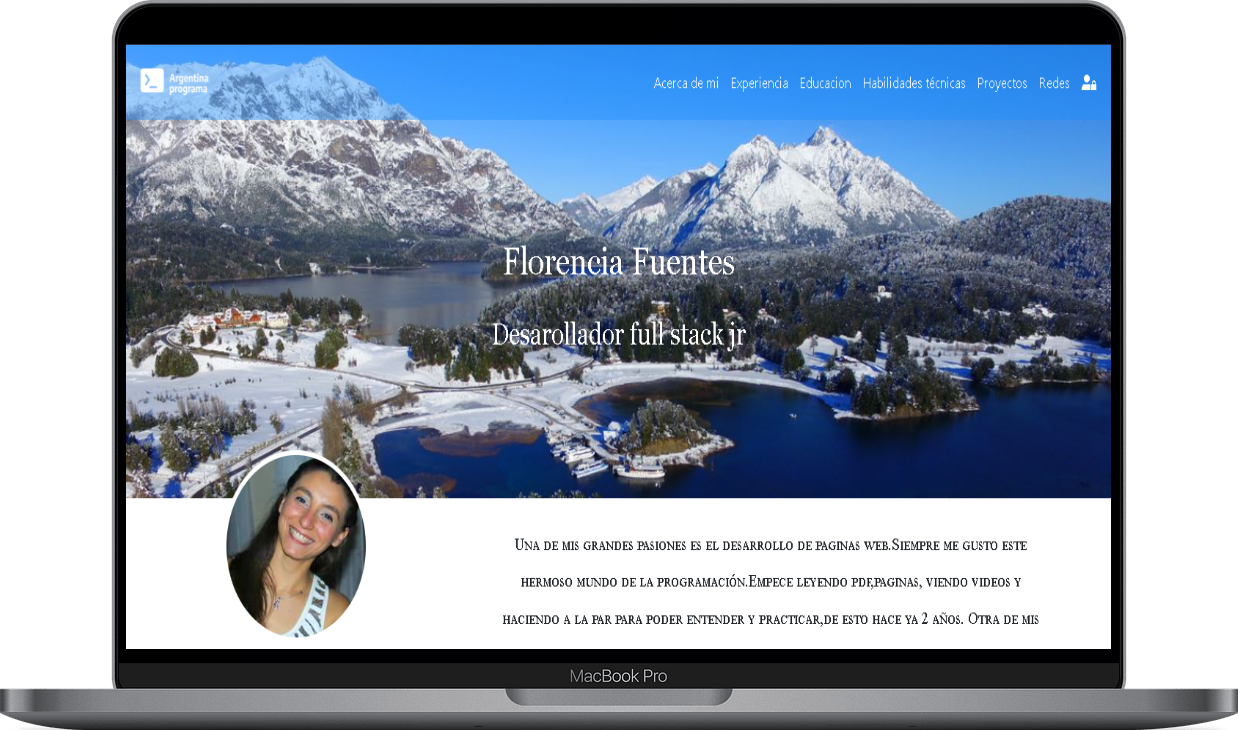 Argentina
programa
Acerca de mi Experiencia Educacion Habilidades técnicas Proyectos Redes
Florencia Fuentes
Desarollador full stack jr
Una de mis grandes pasiones es el desarrollo de paginas web.Siempre me gusto este
hermoso mundo de la programación.Empece leyendo pdf,paginas, viendo videos y
haciendo a la par para poder entender y practicar,de esto hace ya 2 años. Otra de mis
MacBook Pro